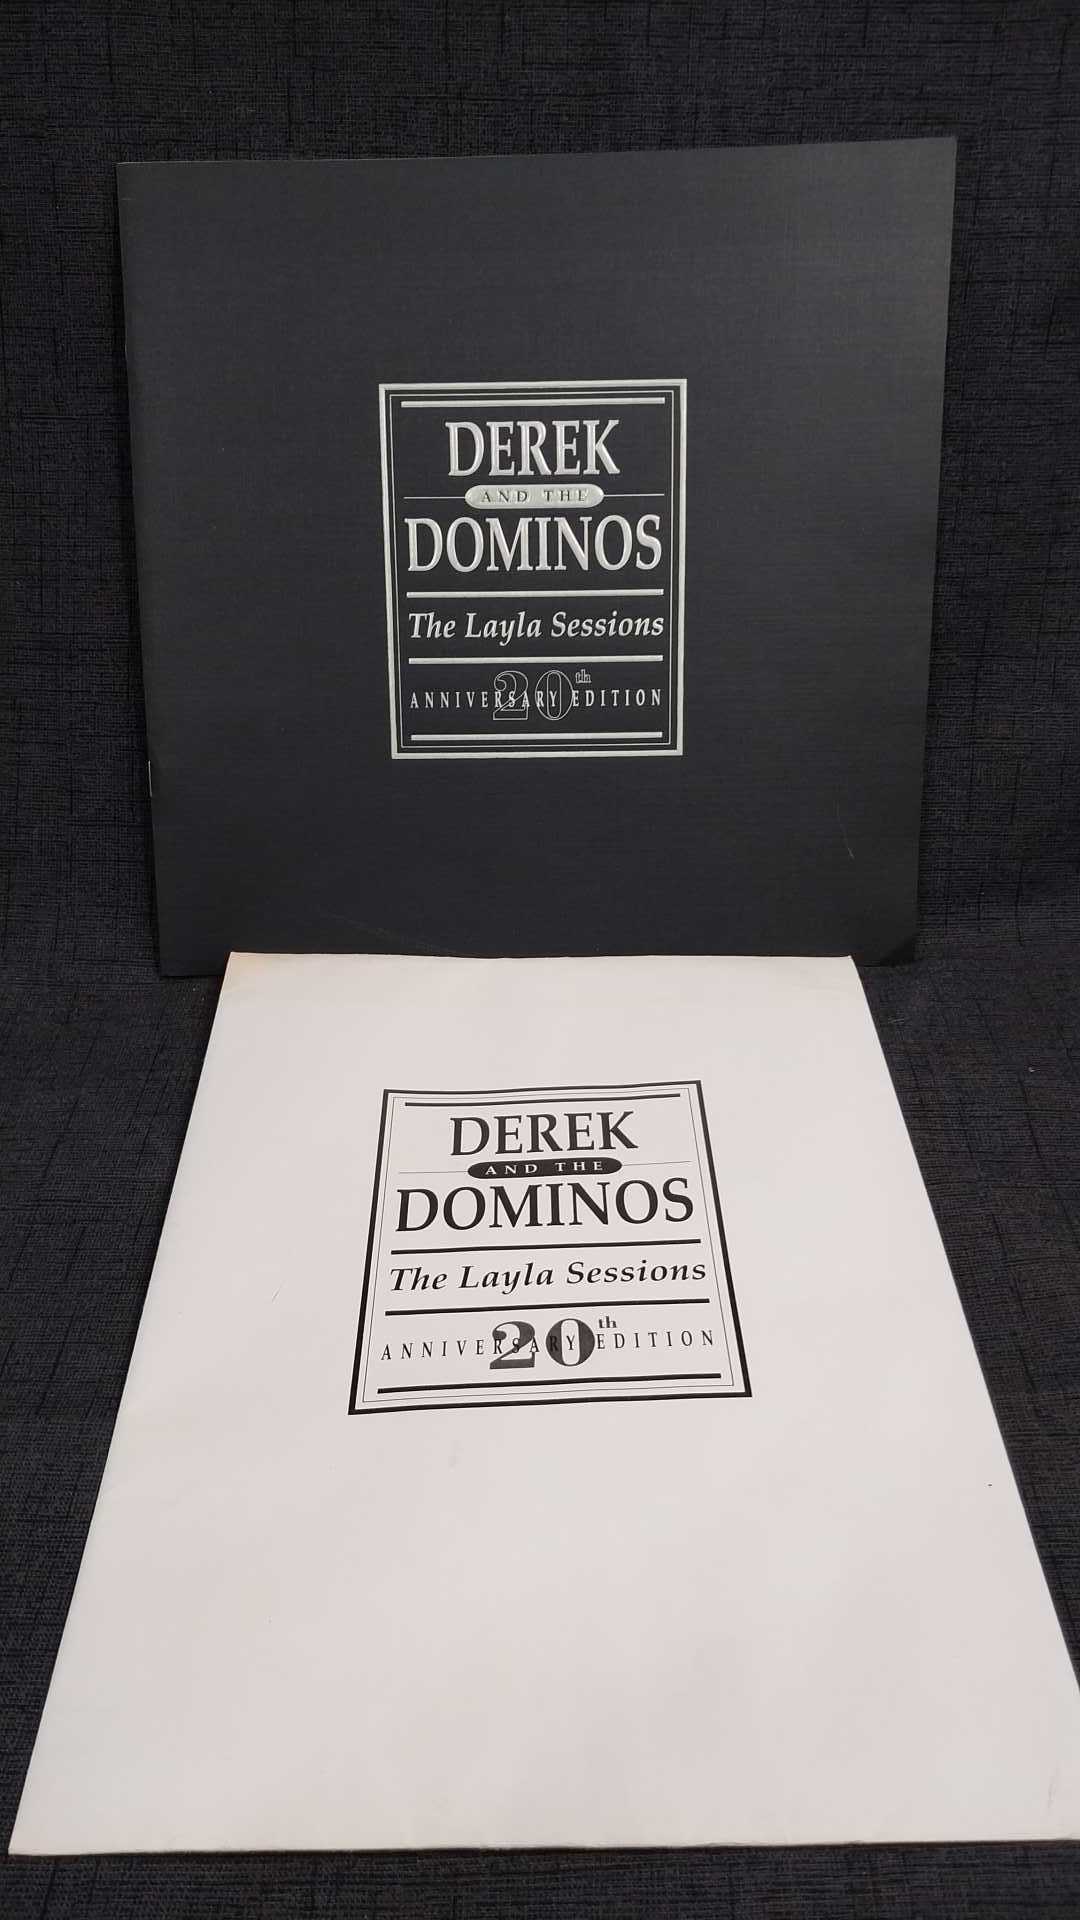 DEREK
AND THE
DOMINOS
The Layla Sessions
20th
ANNIVERSARY EDITION
DEREK
AND THE
DOMINOS
The Layla Sessions
20th
ANNIVERSARY EDITION